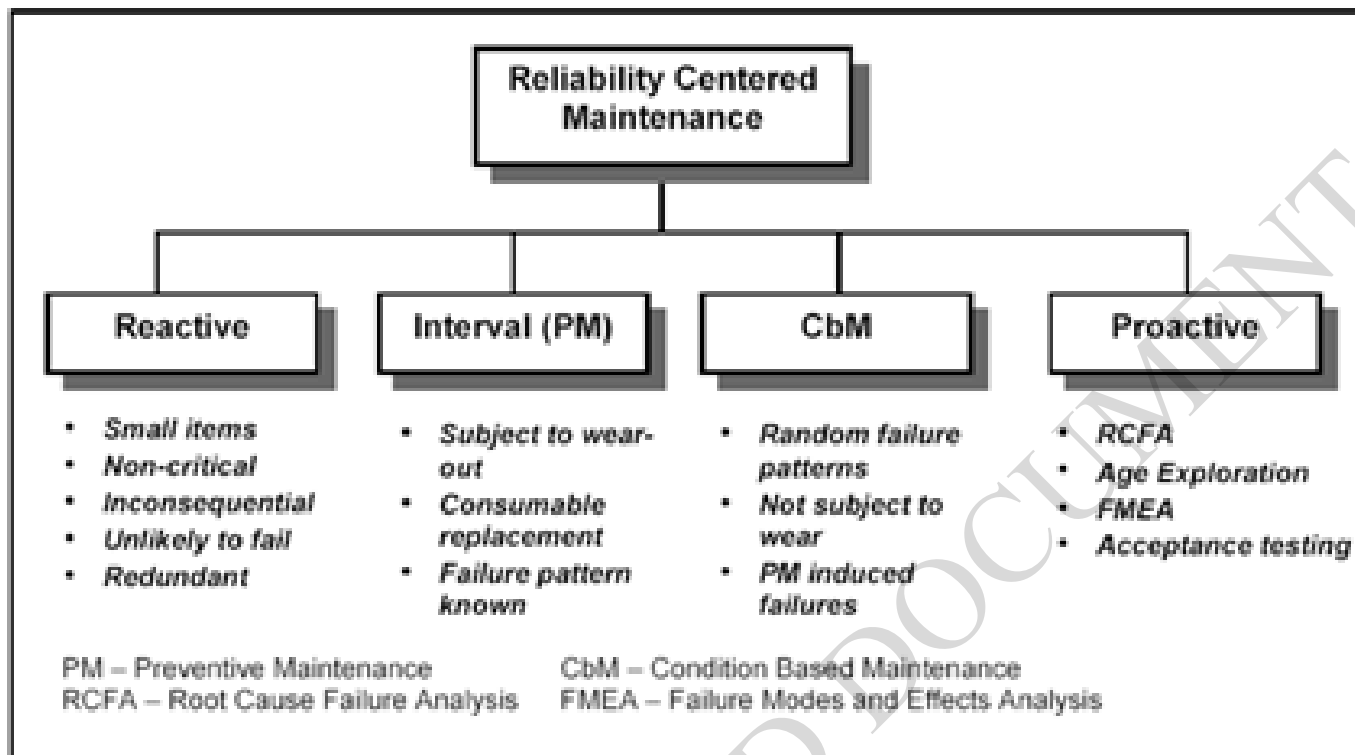 Reliability Centered
Maintenance
Reactive
• Small items
• Non-critical
• Inconsequential
• Unlikely to fail
• Redundant
Interval (PM)
• Subject to wear-
out
• Consumable
replacement
• Failure pattern
known
CbM
• Random failure
patterns
• Not subject to
wear
• PM induced
failures
Proactive
• RCFA
• Age Exploration
• FMEA
• Acceptance testing
PM – Preventive Maintenance
CbM – Condition Based Maintenance
RCFA – Root Cause Failure Analysis
FMEA – Failure Modes and Effects Analysis
D DOCUMENT